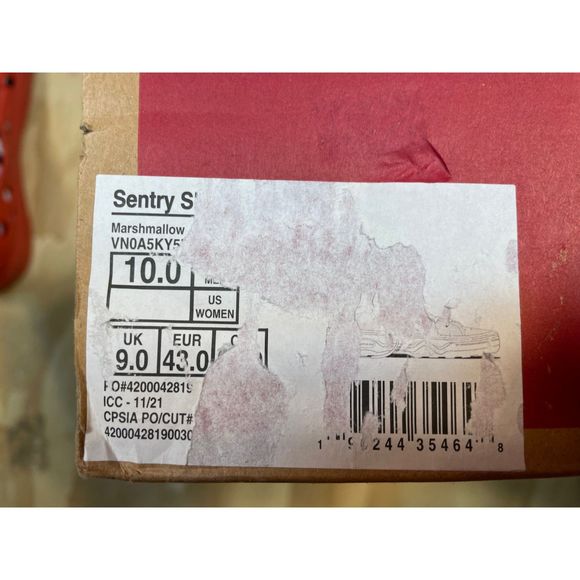 Sentry
Marshmallow
VN0A5KY5
10.0
US
WOMEN
UK EUR
9.0 43.0
PO#4200042819
ICC - 11/21
CPSIA PO/CUT#
42000428190030
1 9 244 35464 8